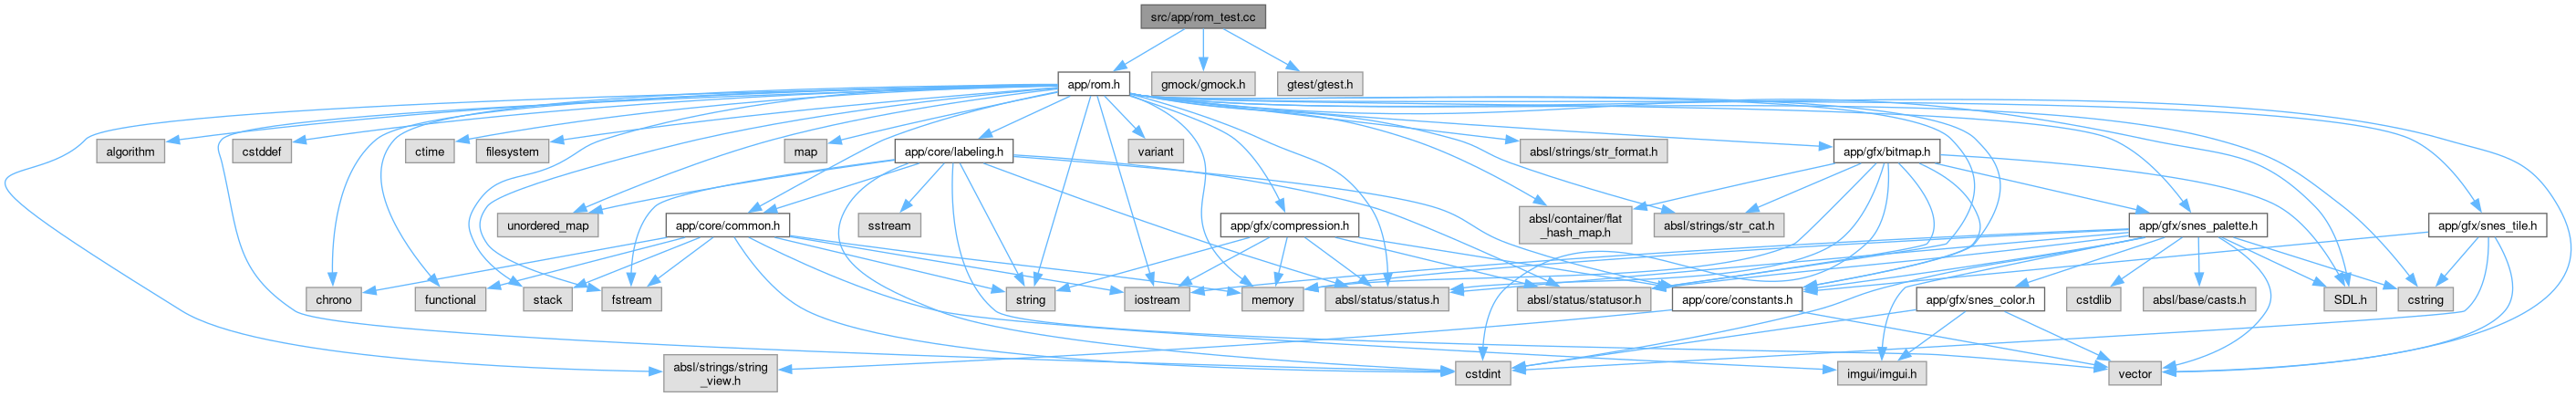 src/app/rom_test.cc
app/rom.h
gmock/gmock.h
gtest/gtest.h
algorithm
cstddef
ctime
filesystem
map
app/core/labeling.h
variant
absl/strings/str_format.h
app/gfx/bitmap.h
unordered_map
app/core/common.h
sstream
app/gfx/compression.h
absl/container/flat
_hash_map.h
absl/strings/str_cat.h
app/gfx/snes_palette.h
app/gfx/snes_tile.h
chrono
functional
stack
fstream
string
iostream
memory
absl/status/status.h
absl/status/statusor.h
app/core/constants.h
app/gfx/snes_color.h
cstdlib
absl/base/casts.h
SDL.h
cstring
absl/strings/string
_view.h
cstdint
imgui/imgui.h
vector